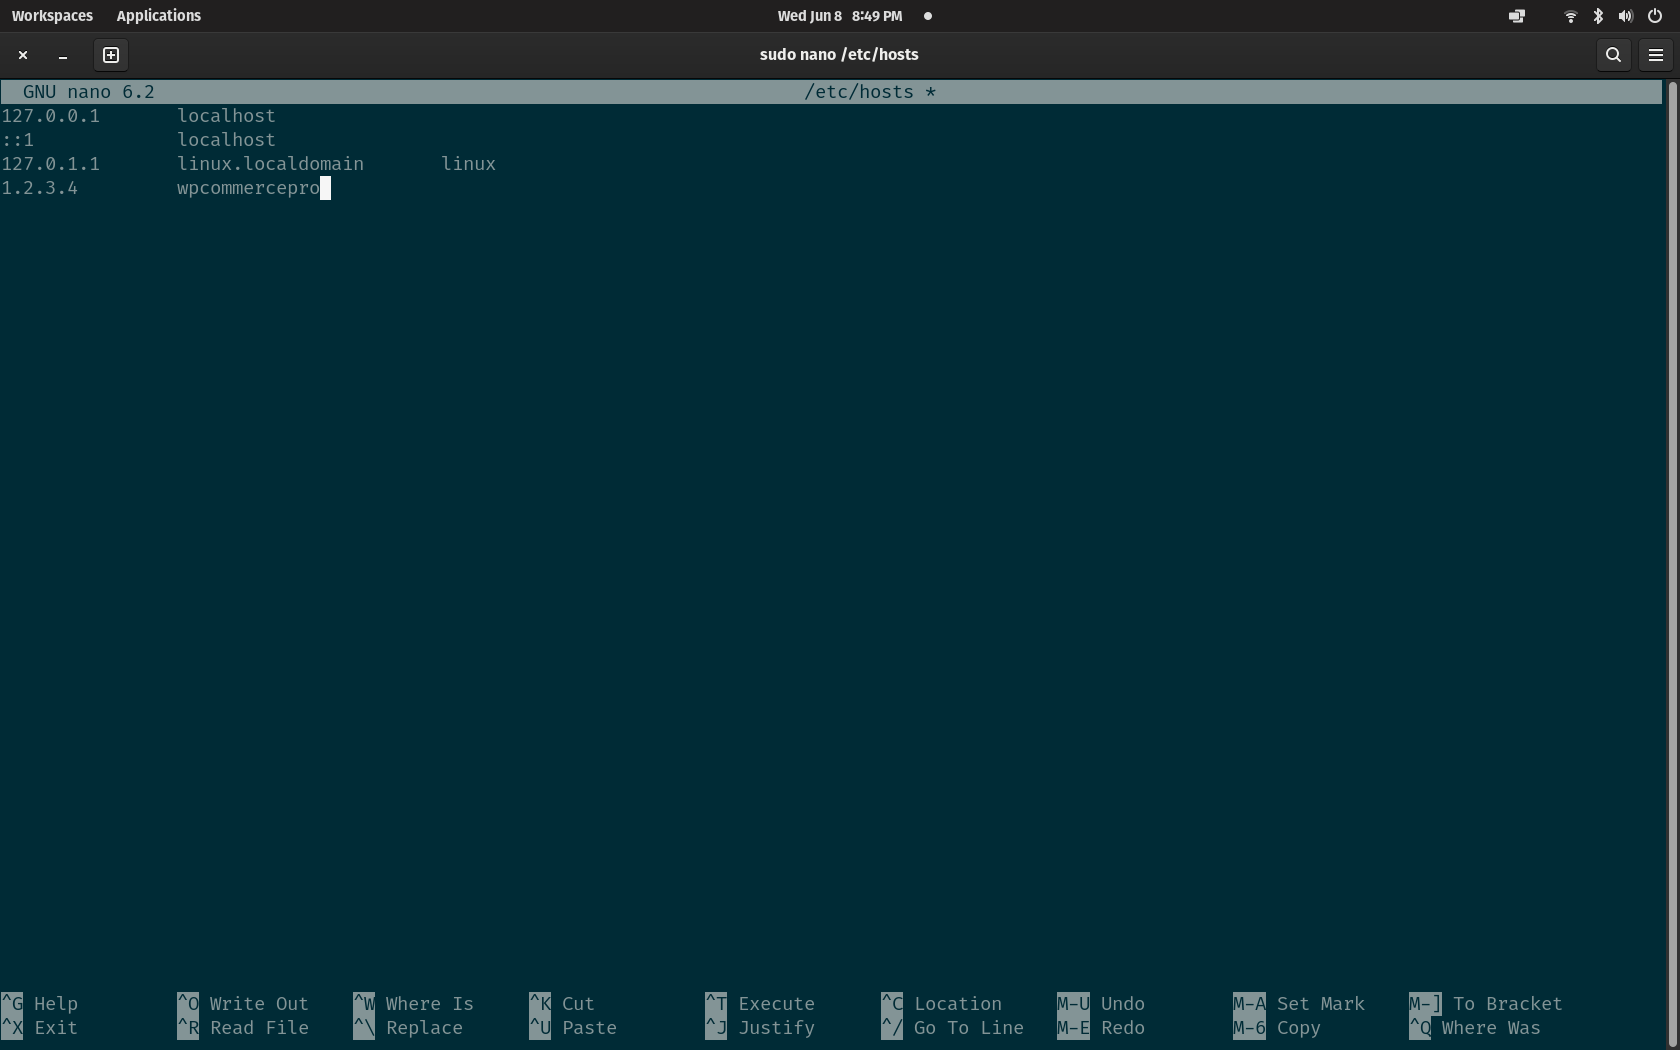 Workspaces Applications Wed Jun 8 8:49 PM
sudo nano /etc/hosts
GNU nano 6.2 /etc/hosts *
127.0.0.1 localhost
::1 localhost
127.0.1.1 linux.localdomain linux
1.2.3.4 wpcommercepro
^G Help ^O Write Out ^W Where Is ^K Cut ^T Execute ^C Location M-U Undo M-A Set Mark M-] To Bracket
^X Exit ^R Read File ^\ Replace ^U Paste ^J Justify ^/ Go To Line M-E Redo M-6 Copy ^Q Where Was